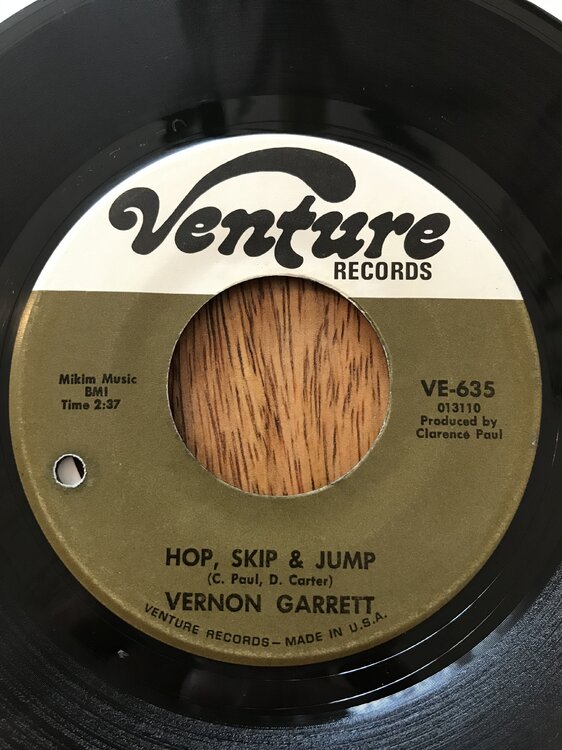 Venture
RECORDS
Miklm Music
BMI
Time 2:37
VE-635
013110
Produced by
Clarence Paul
HOP, SKIP & JUMP
(C. Paul, D. Carter)
VERNON GARRETT
VENTURE RECORDS — MADE IN U.S.A.